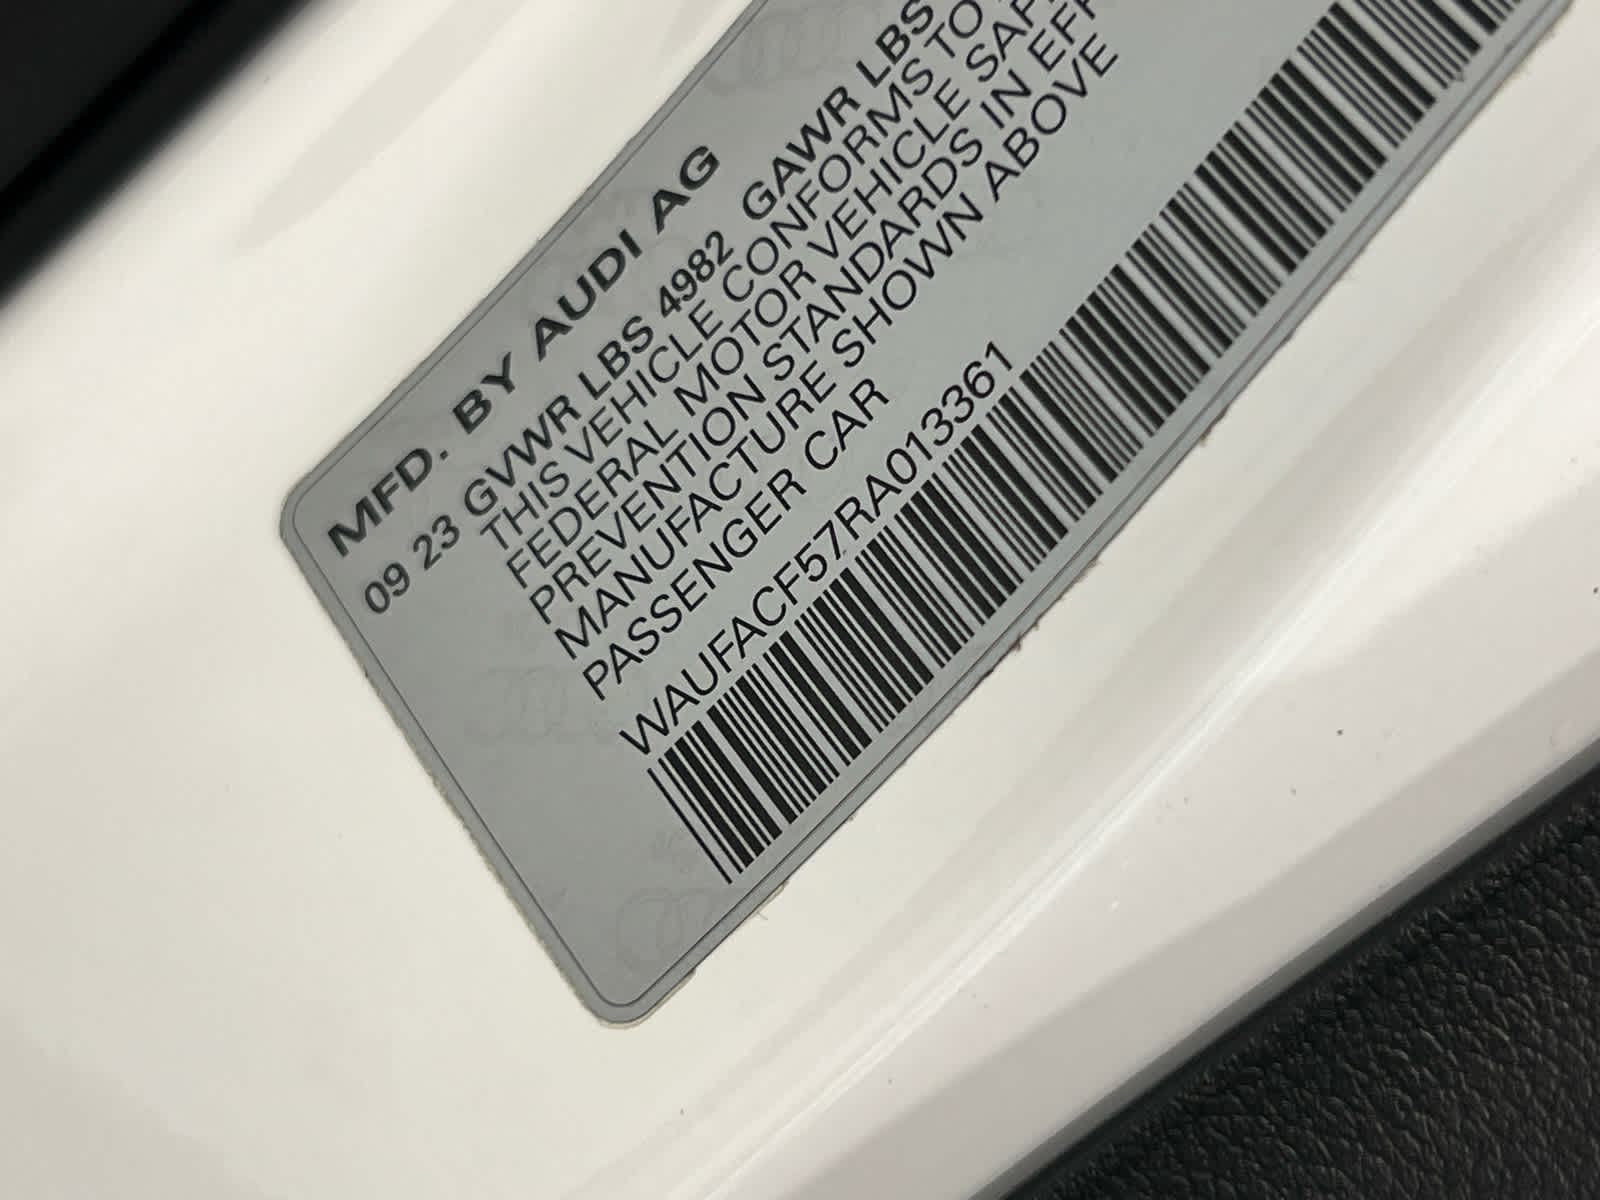 MFD. BY AUDI AG
09 23 GVWR LBS 4982 GAWR LBS
THIS VEHICLE CONFORMS TO
FEDERAL MOTOR VEHICLE
PREVENTION STANDARDS IN
MANUFACTURE SHOWN ABOVE
PASSENGER CAR
WAUFACF57RA013361